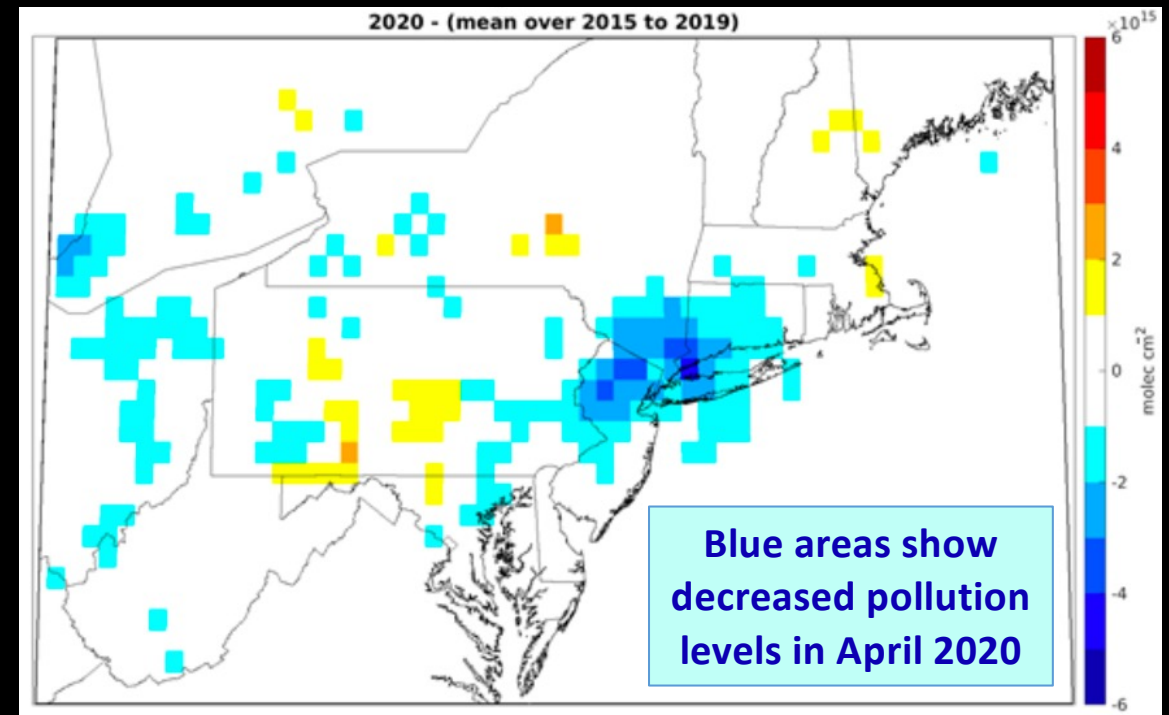 2020 - (mean over 2015 to 2019)
×10¹⁵
6
4
2
0
-2
-4
-6
molec cm̄²
Blue areas show
decreased pollution
levels in April 2020